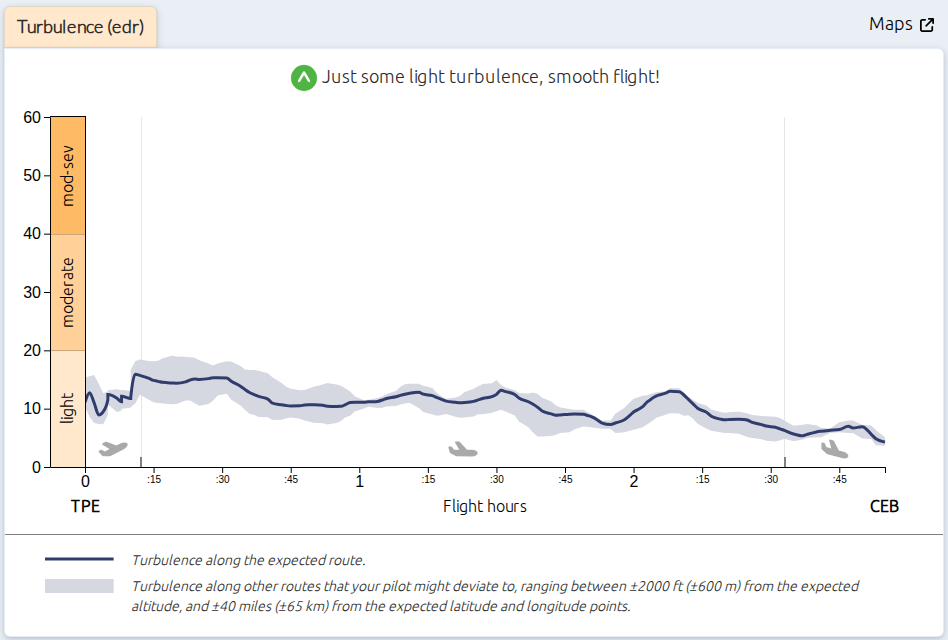 Turbulence (edr)
Maps
Just some light turbulence, smooth flight!
60
50
40
30
20
10
0
mod-sev
moderate
light
0 :15 :30 :45 1 :15 :30 :45 2 :15 :30 :45
TPE Flight hours CEB
Turbulence along the expected route.
Turbulence along other routes that your pilot might deviate to, ranging between ±2000 ft (±600 m) from the expected
altitude, and ±40 miles (±65 km) from the expected latitude and longitude points.